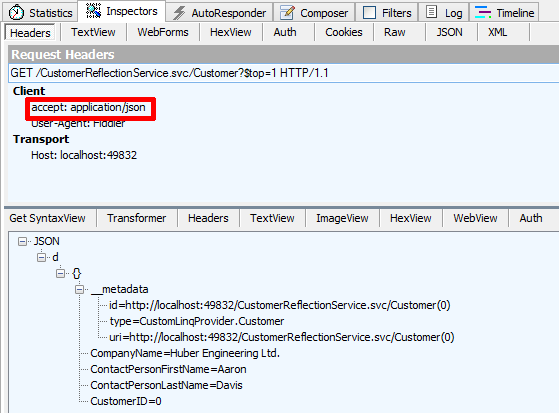 Statistics Inspectors AutoResponder Composer Filters Log Timeline
Headers TextView WebForms HexView Auth Cookies Raw JSON XML
Request Headers
GET /CustomerReflectionService.svc/Customer?$top=1 HTTP/1.1
Client
accept: application/json
User-Agent: Fiddler
Transport
Host: localhost:49832
Get SyntaxView Transformer Headers TextView ImageView HexView WebView Auth
JSON
d
{}
__metadata
id=http://localhost:49832/CustomerReflectionService.svc/Customer(0)
type=CustomLinqProvider.Customer
uri=http://localhost:49832/CustomerReflectionService.svc/Customer(0)
CompanyName=Huber Engineering Ltd.
ContactPersonFirstName=Aaron
ContactPersonLastName=Davis
CustomerID=0